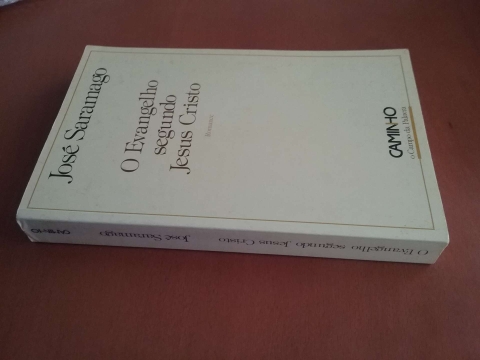 José Saramago
O Evangelho
segundo
Jesus Cristo
Romance
CAMINHO
o Campo da Palavra
CAMINHO
José Saramago
O Evangelho segundo Jesus Cristo